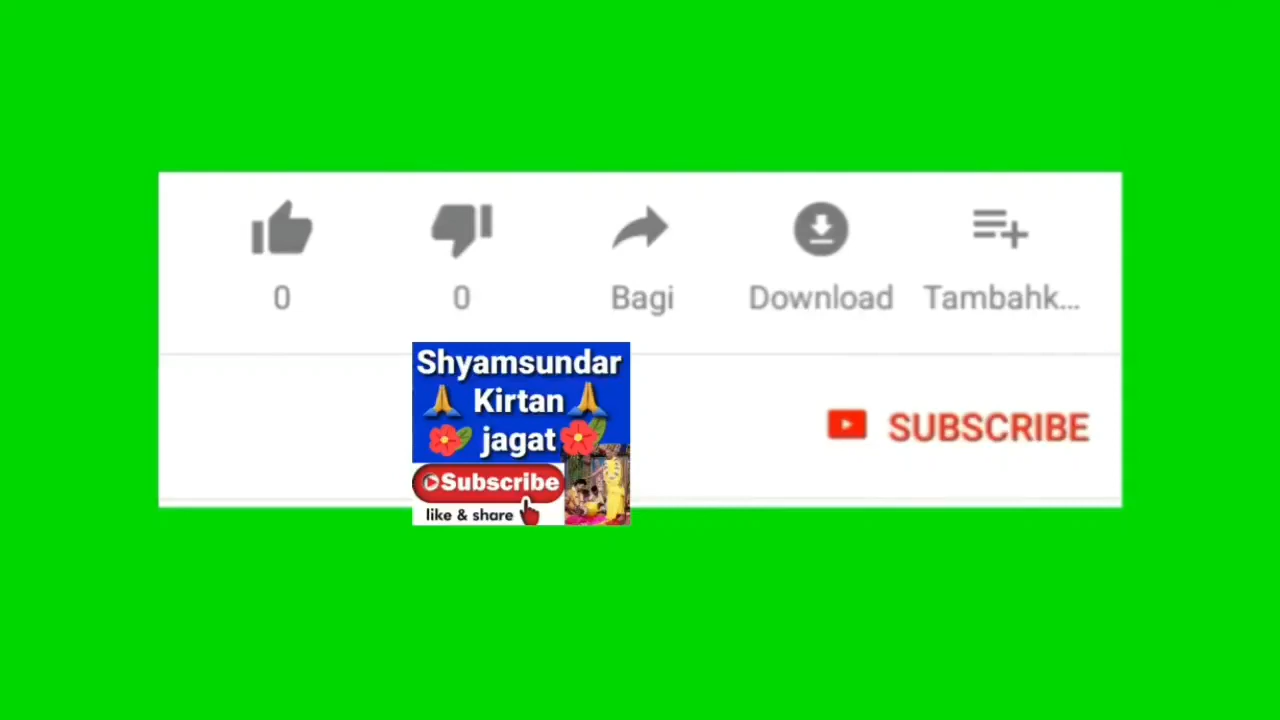 0
0
Bagi
Download
Tambahk...
Shyamsundar
Kirtan
jagat
Subscribe
like & share
SUBSCRIBE